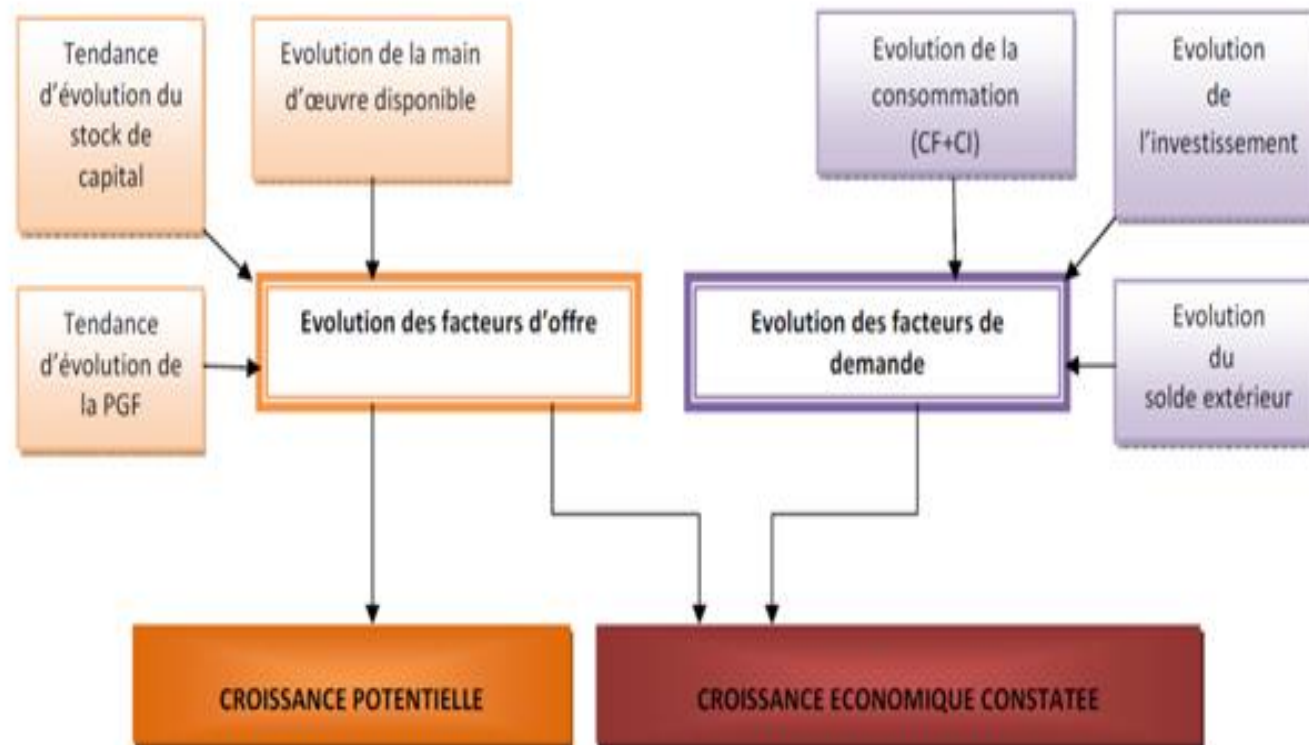 Tendance
d'évolution du
stock de
capital
Evolution de la main
d'œuvre disponible
Evolution de la
consommation
(CF+CI)
Evolution
de
l'investissement
Tendance
d'évolution de
la PGF
Evolution des facteurs d'offre
Evolution des facteurs de
demande
Evolution
du
solde extérieur
CROISSANCE POTENTIELLE
CROISSANCE ECONOMIQUE CONSTATEE